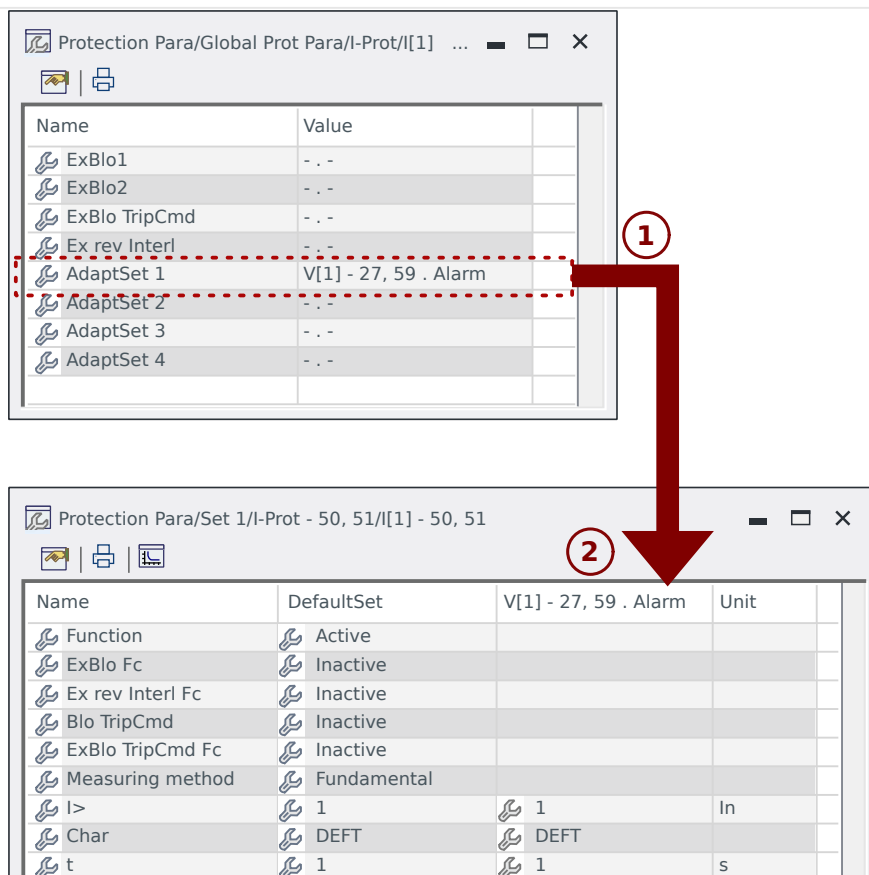 Protection Para/Global Prot Para/I-Prot/I[1] ...
Name Value
ExBlo1 - . -
ExBlo2 - . -
ExBlo TripCmd - . -
Ex rev Interl - . -
1
AdaptSet 1 V[1] - 27, 59 . Alarm
AdaptSet 2 - . -
AdaptSet 3 - . -
AdaptSet 4 - . -
Protection Para/Set 1/I-Prot - 50, 51/I[1] - 50, 51
2
Name DefaultSet V[1] - 27, 59 . Alarm Unit
Function Active
ExBlo Fc Inactive
Ex rev Interl Fc Inactive
Blo TripCmd Inactive
ExBlo TripCmd Fc Inactive
Measuring method Fundamental
I> 1 1 In
Char DEFT DEFT
t 1 1 s